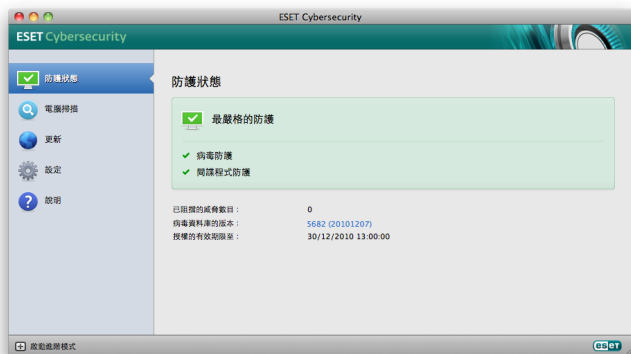 ESET Cybersecurity
ESET Cybersecurity
防護狀態
電腦掃描
更新
設定
說明
防護狀態
最嚴格的防護
病毒防護
間諜程式防護
已阻擋的威脅數目： 0
病毒資料庫的版本： 5682 (20101207)
授權的有效期限至： 30/12/2010 13:00:00
啟動進階模式
eset